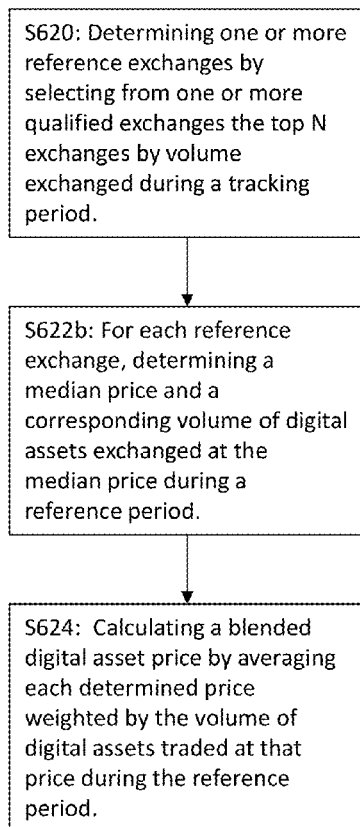 S620: Determining one or more
reference exchanges by
selecting from one or more
qualified exchanges the top N
exchanges by volume
exchanged during a tracking
period.
S622b: For each reference
exchange, determining a
median price and a
corresponding volume of digital
assets exchanged at the
median price during a
reference period.
S624: Calculating a blended
digital asset price by averaging
each determined price
weighted by the volume of
digital assets traded at that
price during the reference
period.